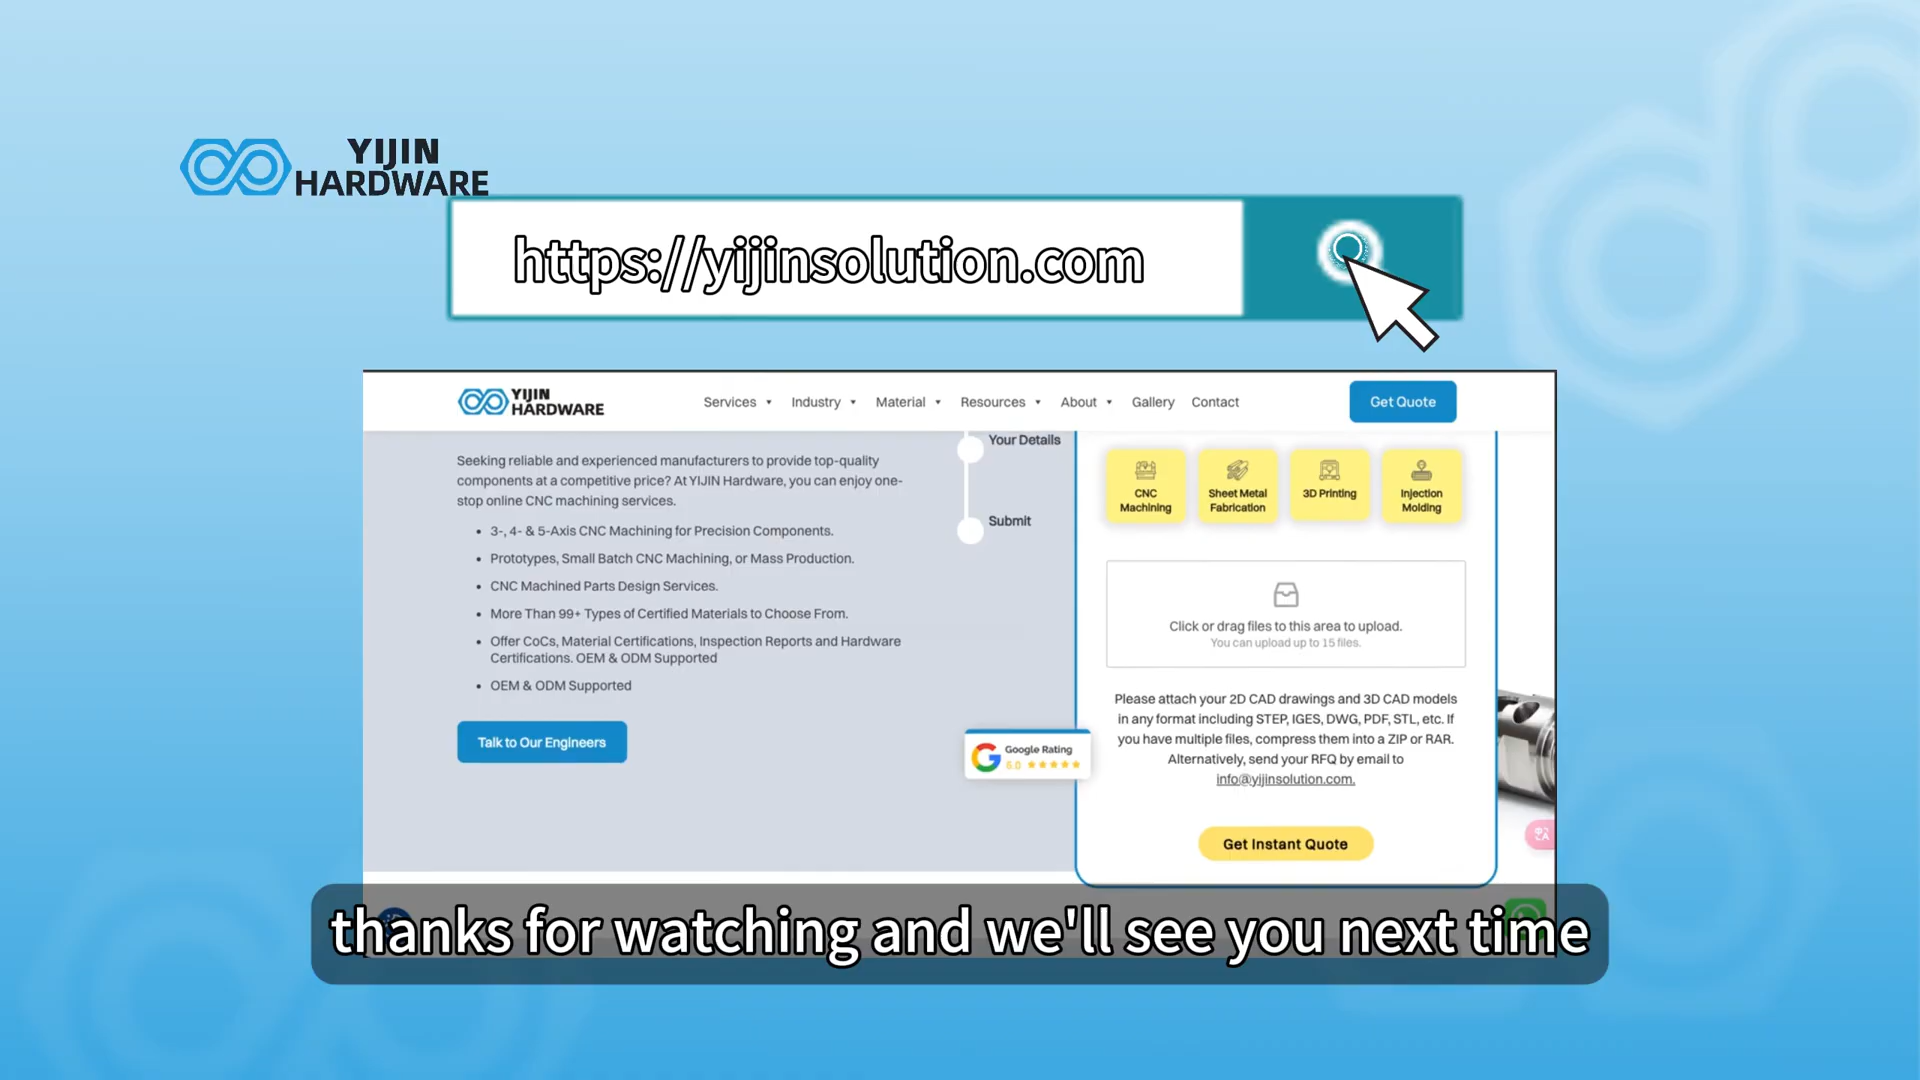 YIJIN
HARDWARE
https://yijinsolution.com
YIJIN
HARDWARE
Services
Industry
Material
Resources
About
Gallery
Contact
Get Quote
Seeking reliable and experienced manufacturers to provide top-quality
components at a competitive price? At YIJIN Hardware, you can enjoy one-
stop online CNC machining services.
• 3-, 4- & 5-Axis CNC Machining for Precision Components.
• Prototypes, Small Batch CNC Machining, or Mass Production.
• CNC Machined Parts Design Services.
• More Than 99+ Types of Certified Materials to Choose From.
• Offer CoCs, Material Certifications, Inspection Reports and Hardware
Certifications. OEM & ODM Supported
• OEM & ODM Supported
Talk to Our Engineers
Your Details
Submit
Google Rating
5.0
CNC
Machining
Sheet Metal
Fabrication
3D Printing
Injection
Molding
Click or drag files to this area to upload.
You can upload up to 15 files.
Please attach your 2D CAD drawings and 3D CAD models
in any format including STEP, IGES, DWG, PDF, STL, etc. If
you have multiple files, compress them into a ZIP or RAR.
Alternatively, send your RFQ by email to
info@yijinsolution.com.
Get Instant Quote
thanks for watching and we'll see you next time